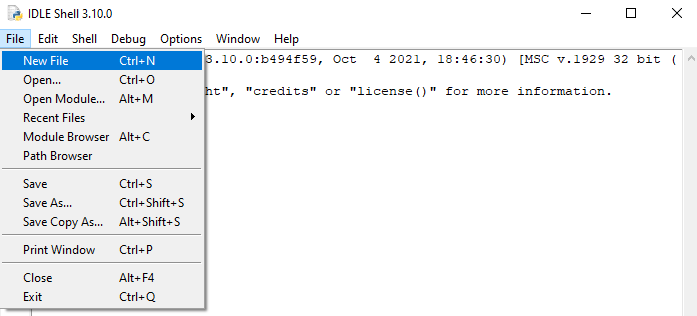 IDLE Shell 3.10.0
File Edit Shell Debug Options Window Help
3.10.0:b494f59, Oct  4 2021, 18:46:30) [MSC v.1929 32 bit (
ht", "credits" or "license()" for more information.
New File Ctrl+N
Open... Ctrl+O
Open Module... Alt+M
Recent Files
Module Browser Alt+C
Path Browser
Save Ctrl+S
Save As... Ctrl+Shift+S
Save Copy As... Alt+Shift+S
Print Window Ctrl+P
Close Alt+F4
Exit Ctrl+Q